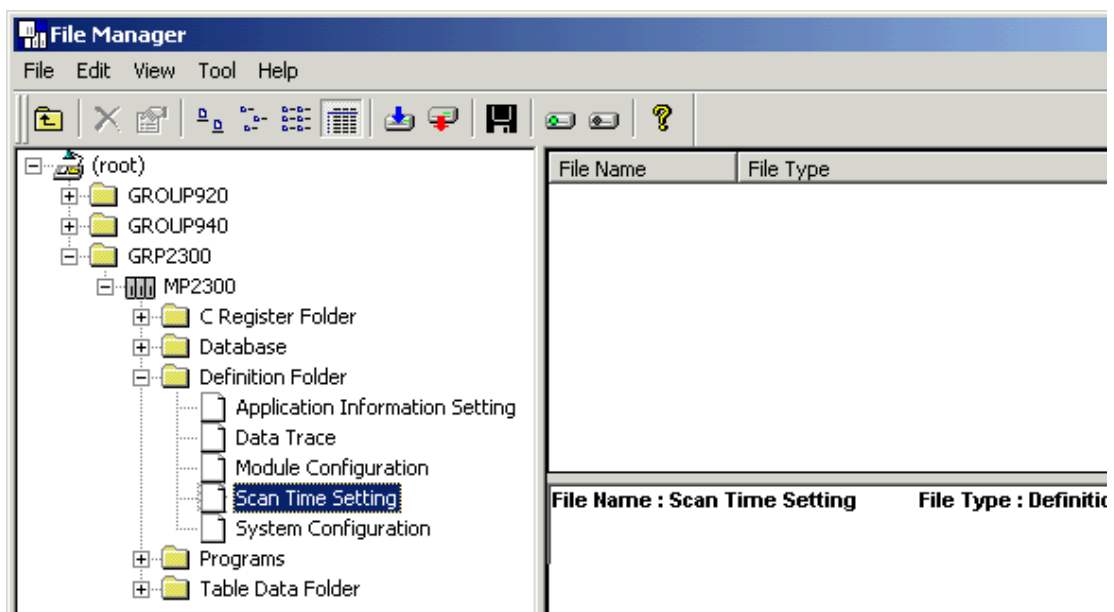 File Manager
File Edit View Tool Help
(root)
GROUP920
GROUP940
GRP2300
MP2300
C Register Folder
Database
Definition Folder
Application Information Setting
Data Trace
Module Configuration
Scan Time Setting
System Configuration
Programs
Table Data Folder
File Name File Type
File Name : Scan Time Setting File Type : Definitic